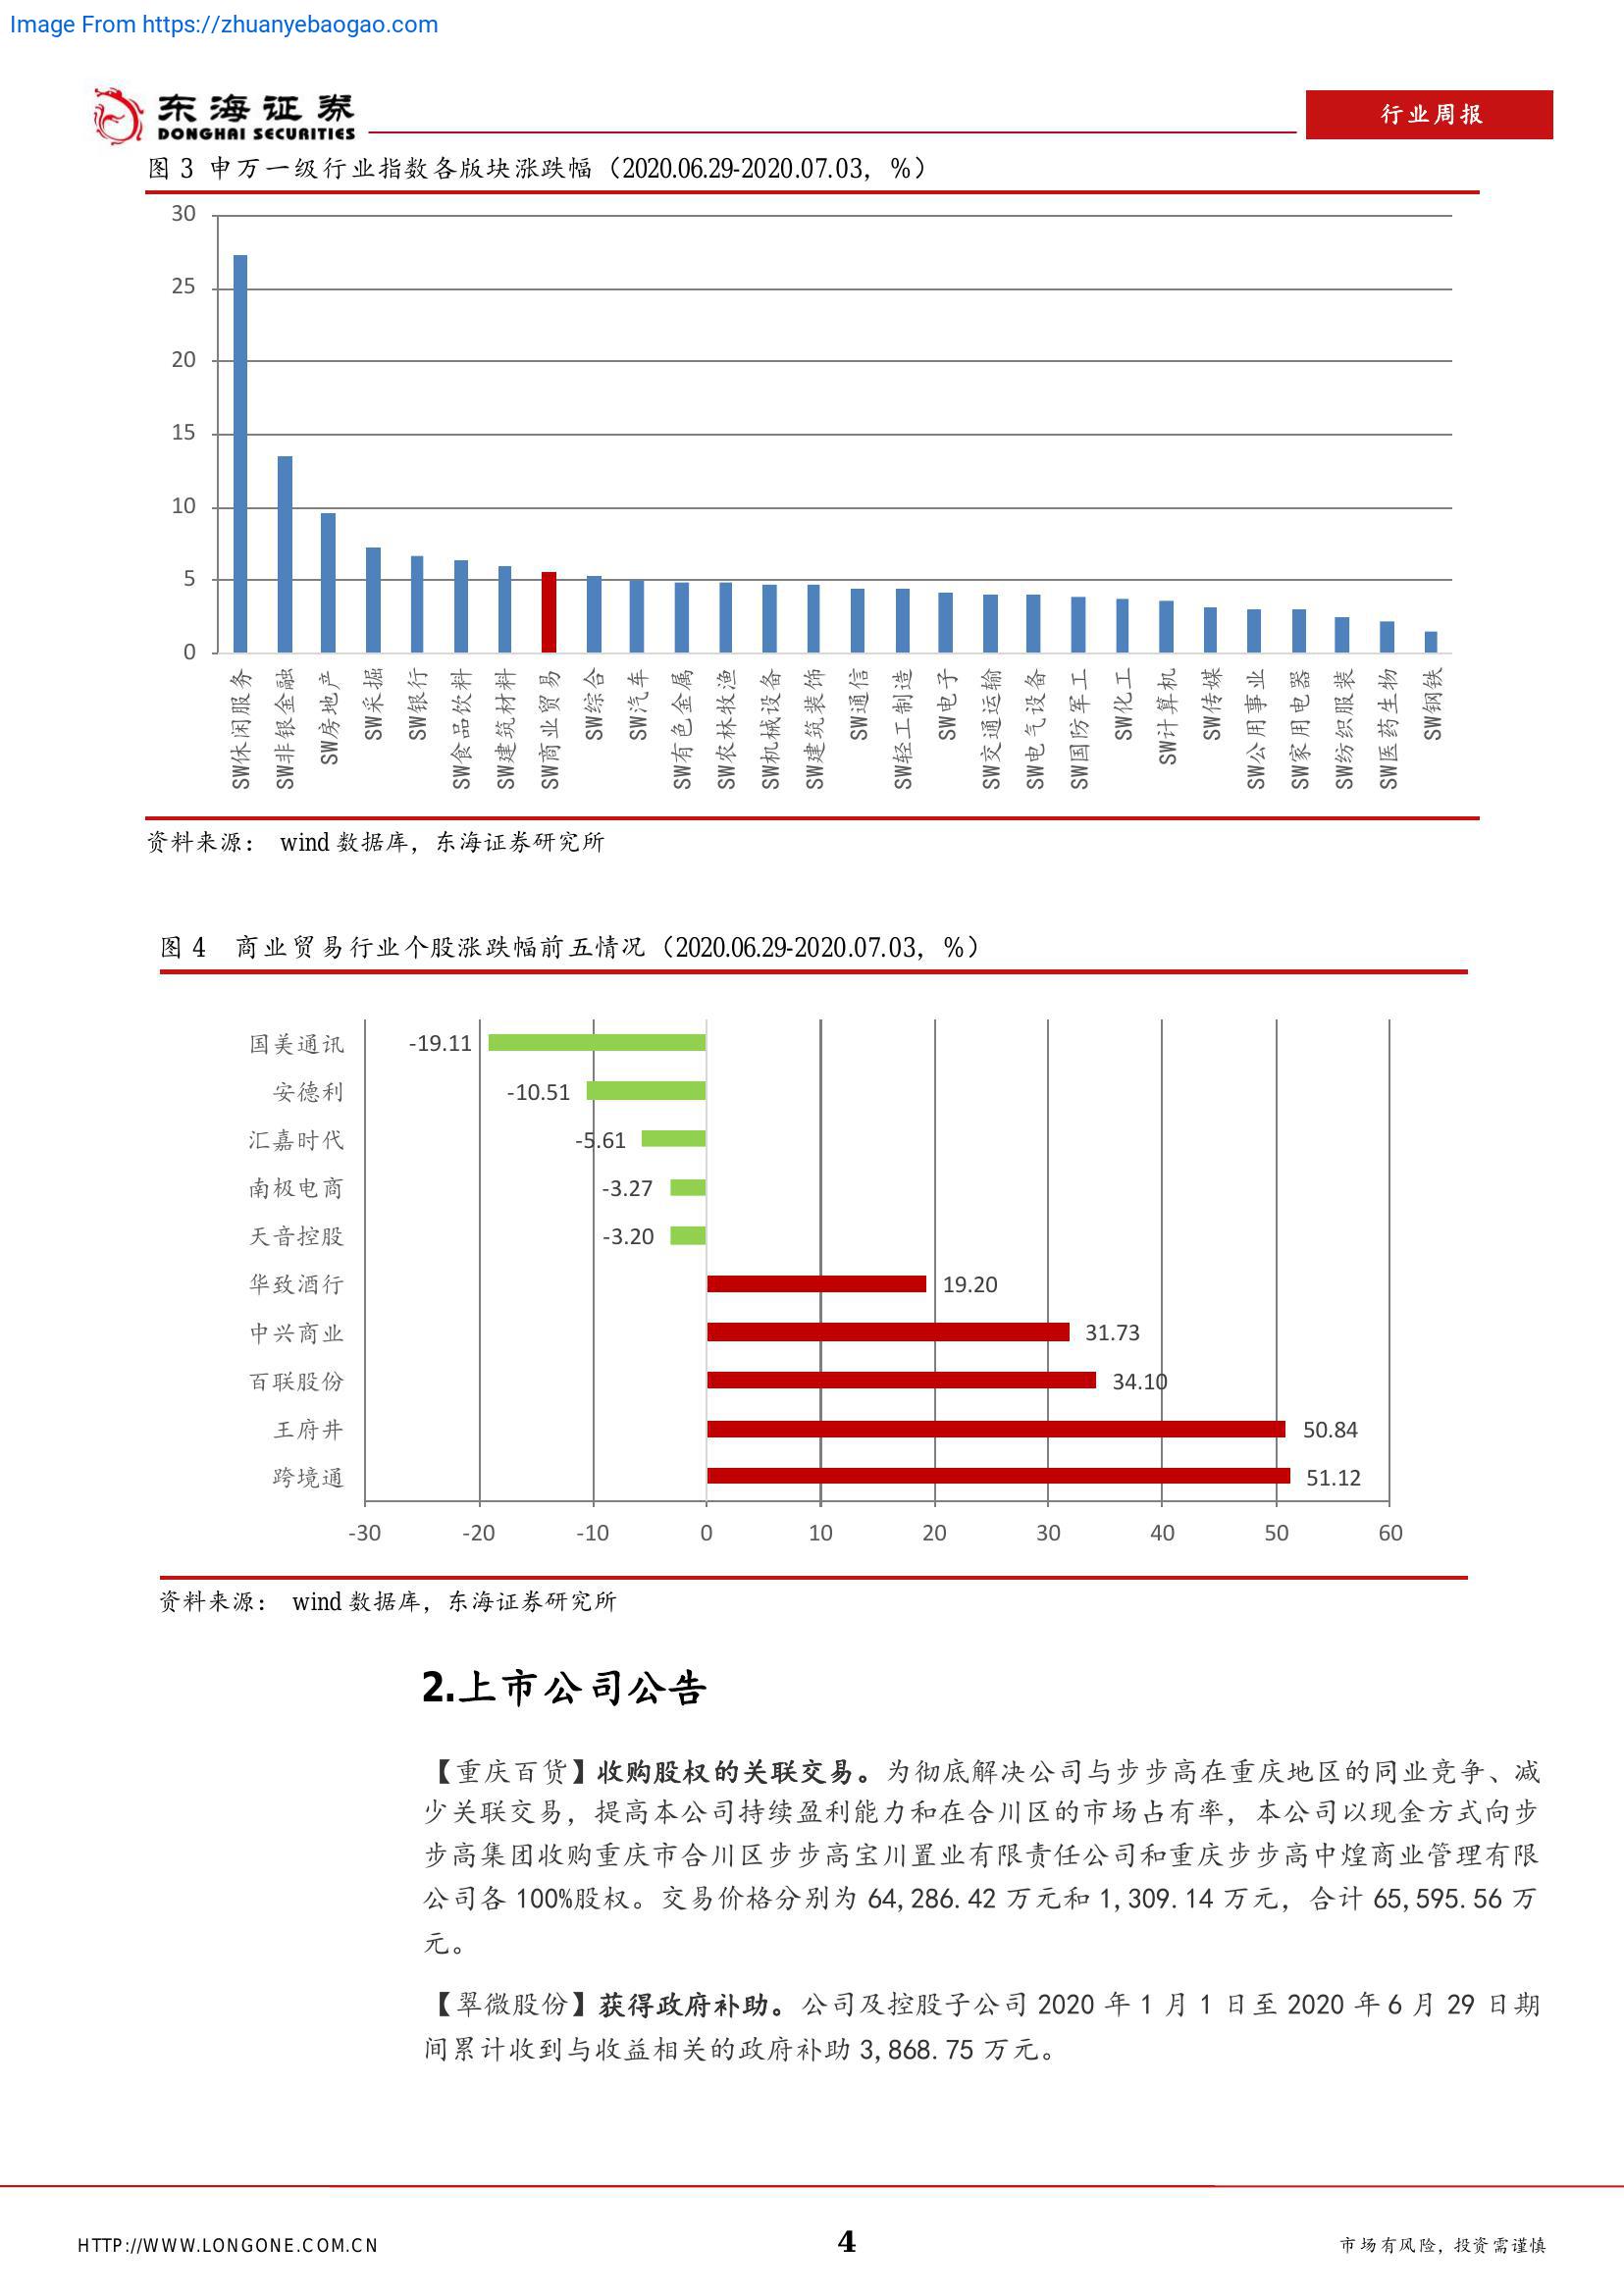 Image From https://zhuanyebaogao.com
东海证券
DONGHAI SECURITIES
行业周报
图 3 申万一级行业指数各版块涨跌幅（2020.06.29-2020.07.03，%）
30
25
20
15
10
5
0
SW休闲服务
SW非银金融
SW房地产
SW采掘
SW银行
SW食品饮料
SW建筑材料
SW商业贸易
SW综合
SW汽车
SW有色金属
SW农林牧渔
SW机械设备
SW建筑装饰
SW通信
SW轻工制造
SW电子
SW交通运输
SW电气设备
SW国防军工
SW化工
SW计算机
SW传媒
SW公用事业
SW家用电器
SW纺织服装
SW医药生物
SW钢铁
资料来源： wind 数据库，东海证券研究所
图 4 商业贸易行业个股涨跌幅前五情况（2020.06.29-2020.07.03，%）
国美通讯 -19.11
安德利 -10.51
汇嘉时代 -5.61
南极电商 -3.27
天音控股 -3.20
华致酒行 19.20
中兴商业 31.73
百联股份 34.10
王府井 50.84
跨境通 51.12
-30 -20 -10 0 10 20 30 40 50 60
资料来源： wind 数据库，东海证券研究所
2.上市公司公告
【重庆百货】收购股权的关联交易。为彻底解决公司与步步高在重庆地区的同业竞争、减
少关联交易，提高本公司持续盈利能力和在合川区的市场占有率，本公司以现金方式向步
步高集团收购重庆市合川区步步高宝川置业有限责任公司和重庆步步高中煌商业管理有限
公司各 100%股权。交易价格分别为 64,286.42 万元和 1,309.14 万元，合计 65,595.56 万
元。
【翠微股份】获得政府补助。公司及控股子公司 2020 年 1 月 1 日至 2020 年 6 月 29 日期
间累计收到与收益相关的政府补助 3,868.75 万元。
HTTP://WWW.LONGONE.COM.CN
4
市场有风险，投资需谨慎